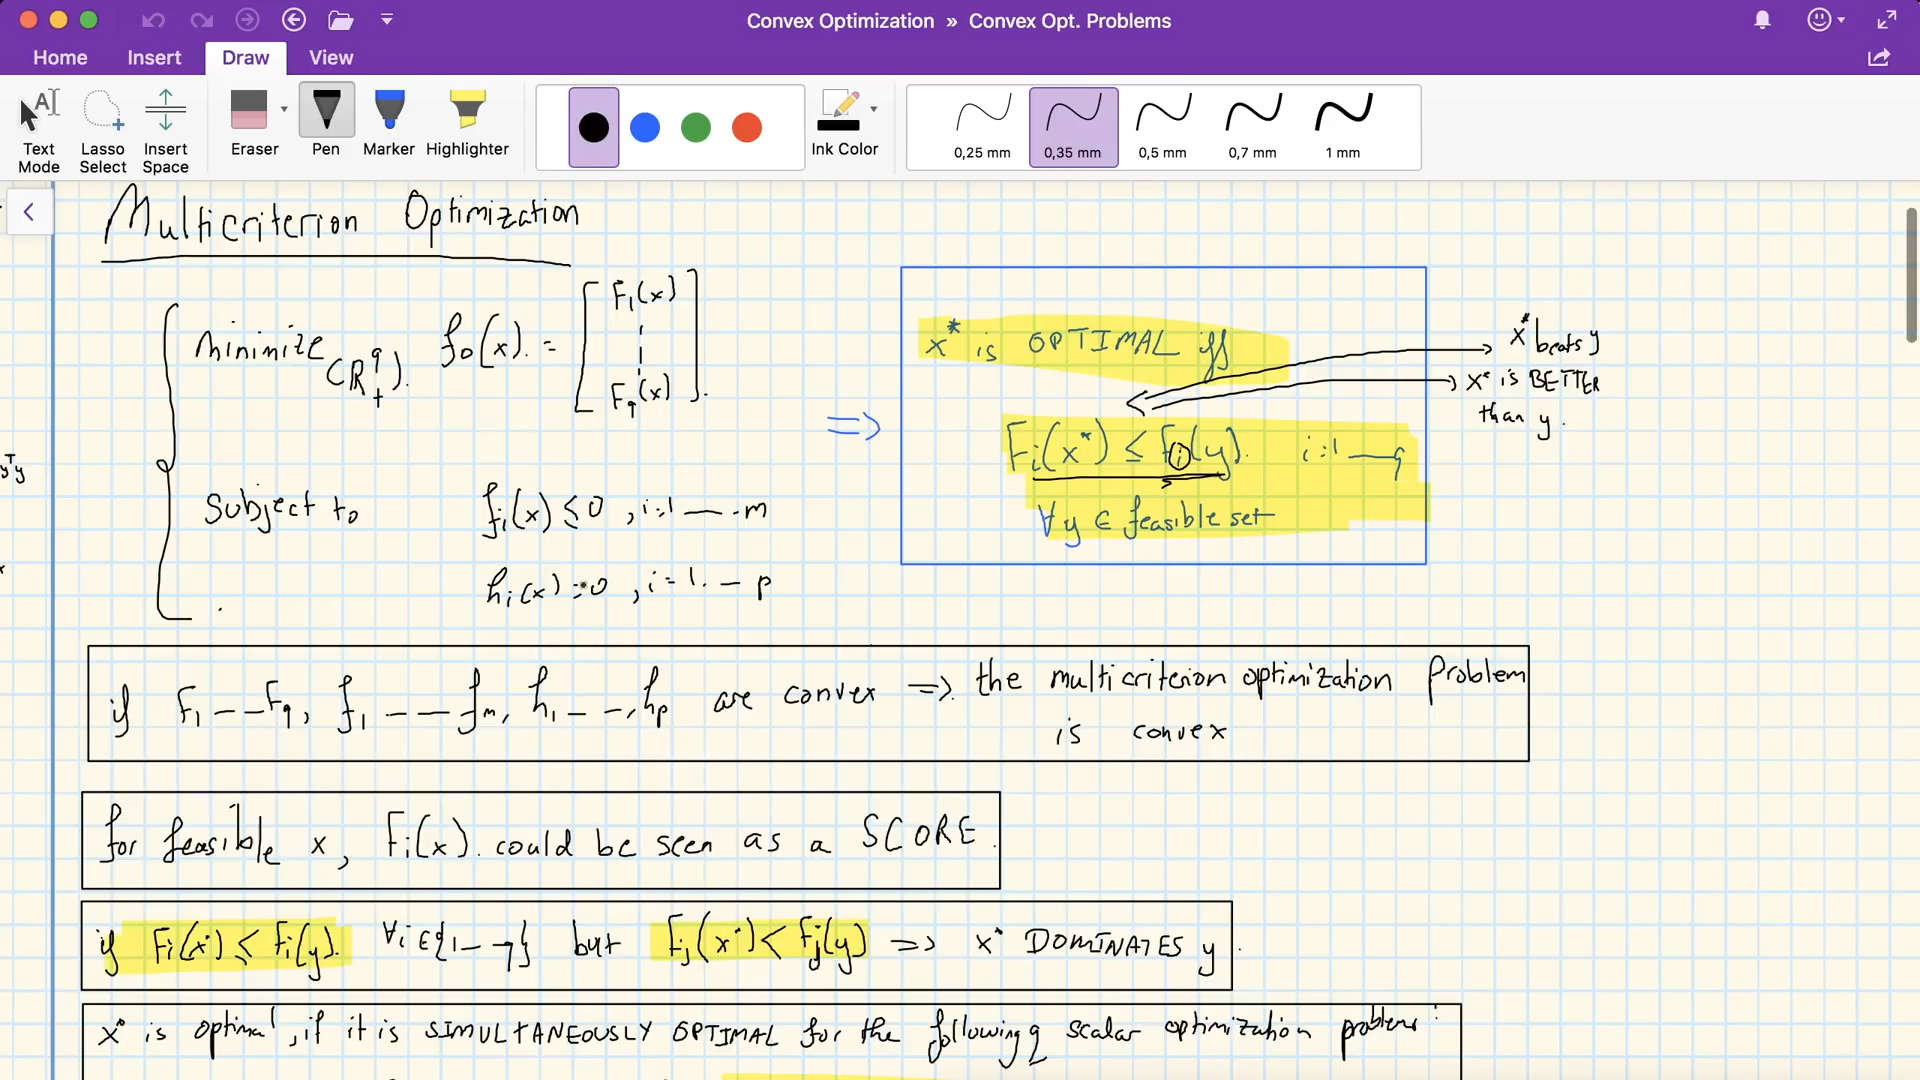 Convex Optimization » Convex Opt. Problems
Home Insert Draw View
Text Mode
Lasso Select
Insert Space
Eraser
Pen
Marker
Highlighter
Ink Color
0,25 mm
0,35 mm
0,5 mm
0,7 mm
1 mm
Multicriterion Optimization
minimize (R₊^q). f₀(x). = [F₁(x) ¦ F_q(x)].
Subject to fᵢ(x) ≤ 0 , i=1 — - m
hᵢ(x) = 0 , i = 1. - p
=>
x* is OPTIMAL iff
Fᵢ(x*) ≤ Fᵢ(y). i=1 — q
∀ y ∈ feasible set
x* beats y
x* is BETTER
than y.
yᵀy
if F₁ – – F_q, f₁ – – – f_m, h₁ – –, h_p are convex => the multicriterion optimization Problem
is convex
for feasible x, Fᵢ(x). could be seen as a SCORE.
if Fᵢ(x*) ≤ Fᵢ(y). ∀i ∈ {1 – q} but Fⱼ(x*) < Fⱼ(y) => x* DOMINATES y.
x* is optimal, if it is SIMULTANEOUSLY OPTIMAL for the following q scalar optimization problems: